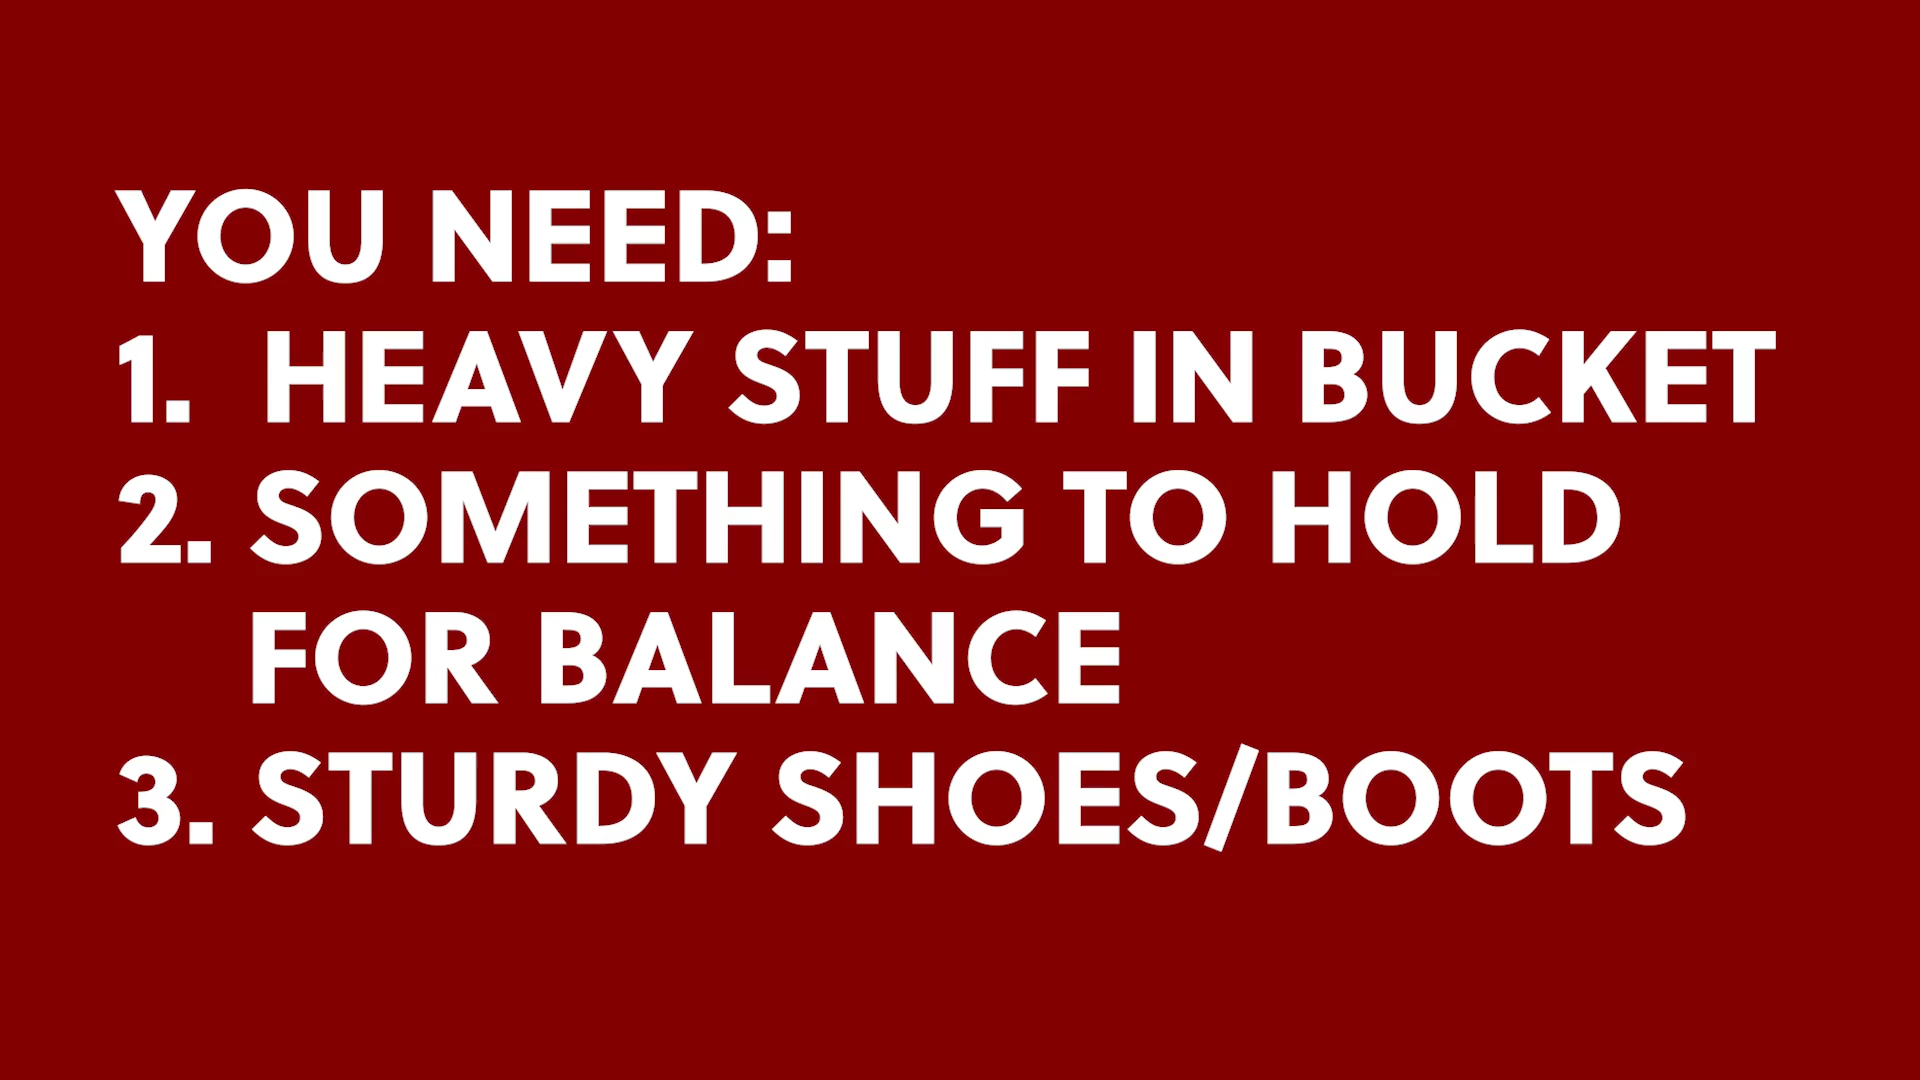 YOU NEED:
1. HEAVY STUFF IN BUCKET
2. SOMETHING TO HOLD
FOR BALANCE
3. STURDY SHOES/BOOTS